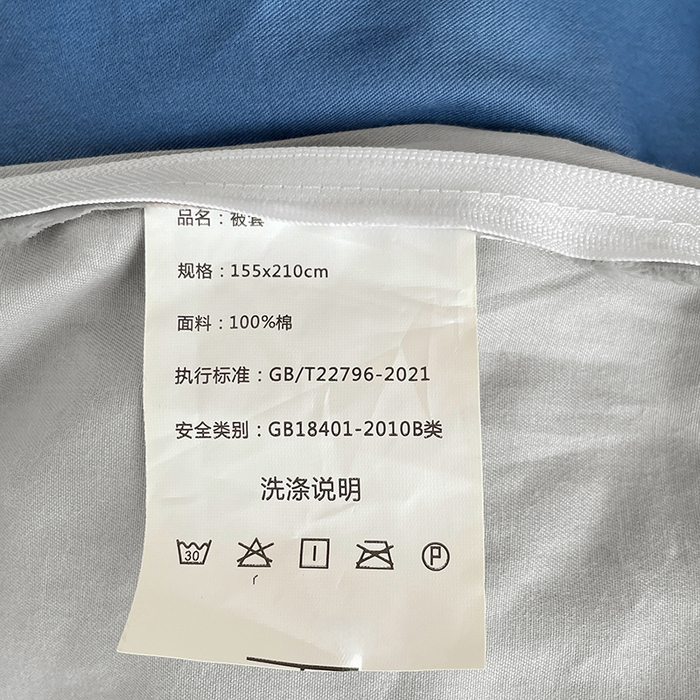 品名：被套
规格：155x210cm
面料：100%棉
执行标准：GB/T22796-2021
安全类别：GB18401-2010B类
洗涤说明
30 P